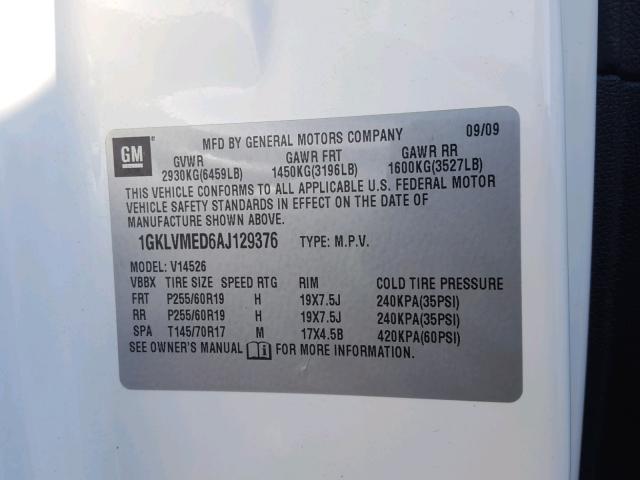 MFD BY GENERAL MOTORS COMPANY 09/09
GM
GVWR GAWR FRT GAWR RR
2930KG(6459LB) 1450KG(3196LB) 1600KG(3527LB)
THIS VEHICLE CONFORMS TO ALL APPLICABLE U.S. FEDERAL MOTOR
VEHICLE SAFETY STANDARDS IN EFFECT ON THE DATE OF
MANUFACTURE SHOWN ABOVE.
1GKLVMED6AJ129376 TYPE: M.P.V.
MODEL: V14526
VBBX TIRE SIZE SPEED RTG RIM COLD TIRE PRESSURE
FRT P255/60R19 H 19X7.5J 240KPA(35PSI)
RR P255/60R19 H 19X7.5J 240KPA(35PSI)
SPA T145/70R17 M 17X4.5B 420KPA(60PSI)
SEE OWNER'S MANUAL FOR MORE INFORMATION.